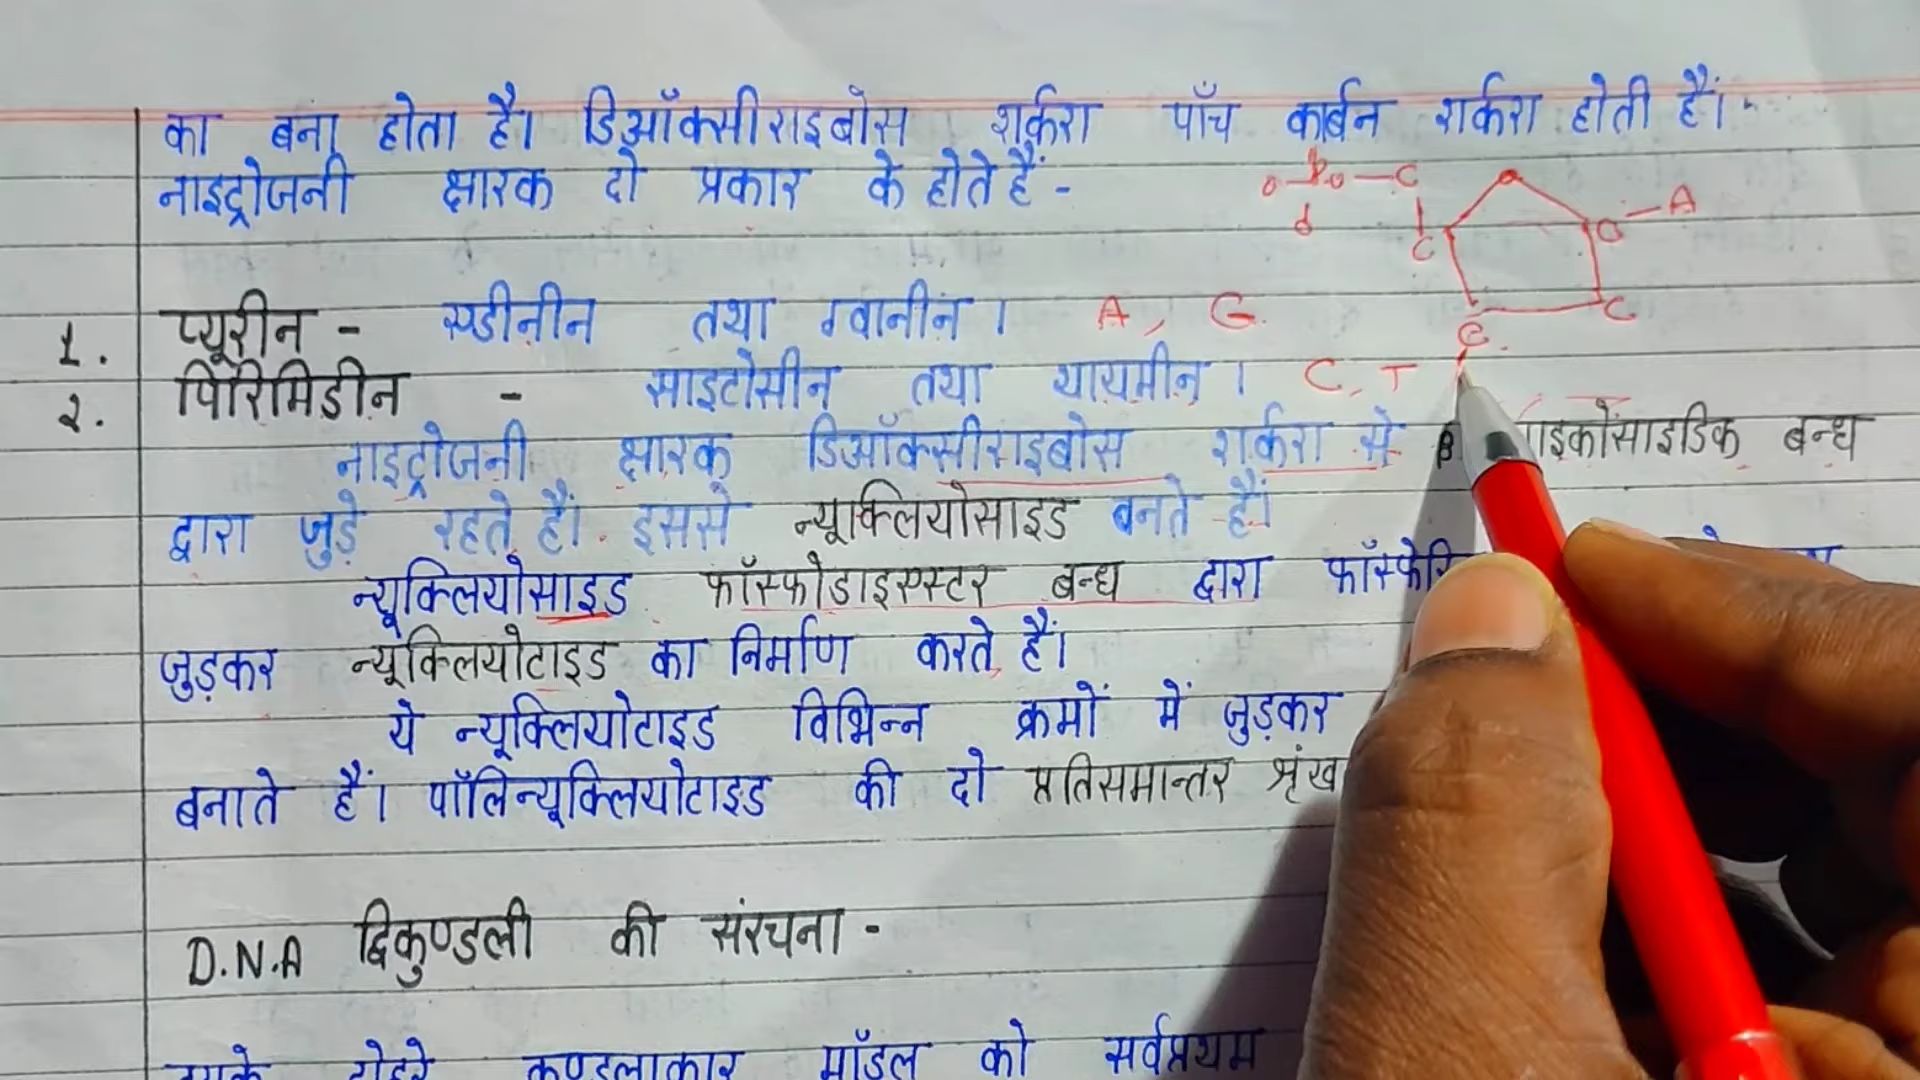 का बना होता है। डिऑक्सीराइबोस शर्करा पाँच कार्बन शर्करा होती हैं।
नाइट्रोजनी क्षारक दो प्रकार के होते हैं -
C
A
C
C
C
1. प्यूरीन - एडीनीन तथा ग्वानीन। A, G.
2. पिरिमिडीन - साइटोसीन तथा थायमीन। C, T
नाइट्रोजनी क्षारक डिऑक्सीराइबोस शर्करा से β बन्ध
द्वारा जुड़े रहते हैं। इससे न्यूक्लियोसाइड बनते हैं।
न्यूक्लियोसाइड फॉस्फोडाइएस्टर बन्ध द्वारा
जुड़कर न्यूक्लियोटाइड का निर्माण करते हैं।
ये न्यूक्लियोटाइड विभिन्न क्रमों में जुड़कर
बनाते हैं। पॉलिन्यूक्लियोटाइड की दो प्रतिसमान्तर
D.N.A द्विकुण्डली की संरचना -
मॉडल को सर्वप्रथम